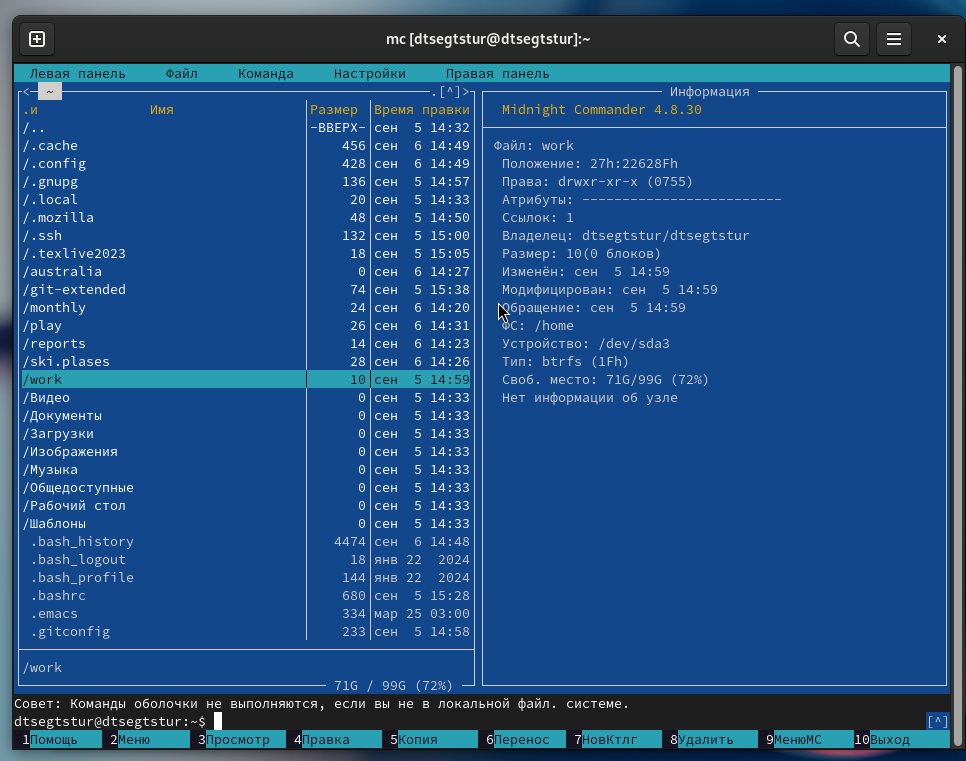 mc [dtsegtstur@dtsegtstur]:~
Левая панель Файл Команда Настройки Правая панель
<─ ~ .[^]>
.и Имя Размер Время правки
/.. -ВВЕРХ- сен 5 14:32
/.cache 456 сен 6 14:49
/.config 428 сен 6 14:49
/.gnupg 136 сен 5 14:57
/.local 20 сен 5 14:33
/.mozilla 48 сен 5 14:50
/.ssh 132 сен 5 15:00
/.texlive2023 18 сен 5 15:05
/australia 0 сен 6 14:27
/git-extended 74 сен 5 15:38
/monthly 24 сен 6 14:20
/play 26 сен 6 14:31
/reports 14 сен 6 14:23
/ski.plases 28 сен 6 14:26
/work 10 сен 5 14:59
/Видео 0 сен 5 14:33
/Документы 0 сен 5 14:33
/Загрузки 0 сен 5 14:33
/Изображения 0 сен 5 14:33
/Музыка 0 сен 5 14:33
/Общедоступные 0 сен 5 14:33
/Рабочий стол 0 сен 5 14:33
/Шаблоны 0 сен 5 14:33
.bash_history 4474 сен 6 14:48
.bash_logout 18 янв 22 2024
.bash_profile 144 янв 22 2024
.bashrc 680 сен 5 15:28
.emacs 334 мар 25 03:00
.gitconfig 233 сен 5 14:58
/work
71G / 99G (72%)
Информация
Midnight Commander 4.8.30
Файл: work
Положение: 27h:22628Fh
Права: drwxr-xr-x (0755)
Атрибуты: -------------------------
Ссылок: 1
Владелец: dtsegtstur/dtsegtstur
Размер: 10(0 блоков)
Изменён: сен 5 14:59
Модифицирован: сен 5 14:59
Обращение: сен 5 14:59
ФС: /home
Устройство: /dev/sda3
Тип: btrfs (1Fh)
Своб. место: 71G/99G (72%)
Нет информации об узле
Совет: Команды оболочки не выполняются, если вы не в локальной файл. системе.
dtsegtstur@dtsegtstur:~$ [^]
1Помощь 2Меню 3Просмотр 4Правка 5Копия 6Перенос 7НовКтлг 8Удалить 9МенюMC 10Выход